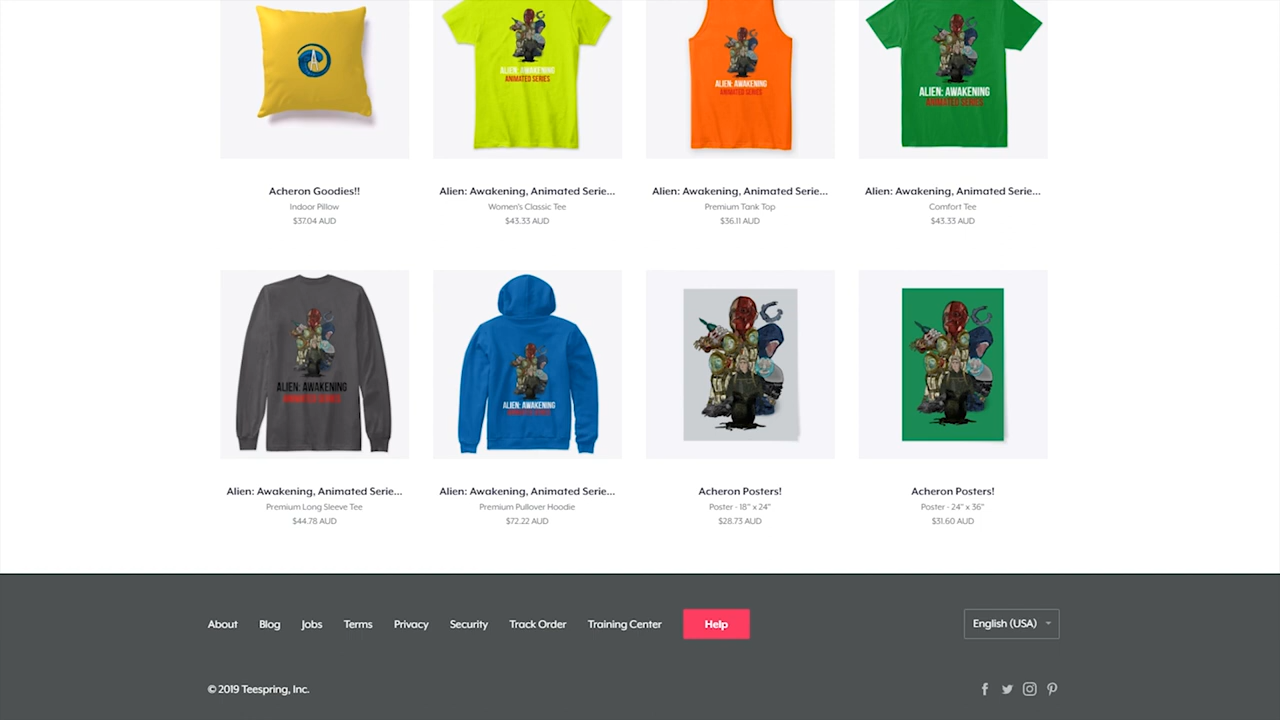 ALIEN: AWAKENING
ANIMATED SERIES
ALIEN: AWAKENING
ANIMATED SERIES
ALIEN: AWAKENING
ANIMATED SERIES
Acheron Goodies!!
Indoor Pillow
$37.04 AUD
Alien: Awakening, Animated Serie...
Women's Classic Tee
$43.33 AUD
Alien: Awakening, Animated Serie...
Premium Tank Top
$36.11 AUD
Alien: Awakening, Animated Serie...
Comfort Tee
$43.33 AUD
ALIEN: AWAKENING
ANIMATED SERIES
ALIEN: AWAKENING
Alien: Awakening, Animated Serie...
Premium Long Sleeve Tee
$44.78 AUD
Alien: Awakening, Animated Serie...
Premium Pullover Hoodie
$72.22 AUD
Acheron Posters!
Poster - 18" x 24"
$28.73 AUD
Acheron Posters!
Poster - 24" x 36"
$31.60 AUD
About Blog Jobs Terms Privacy Security Track Order Training Center Help English (USA)
© 2019 Teespring, Inc.